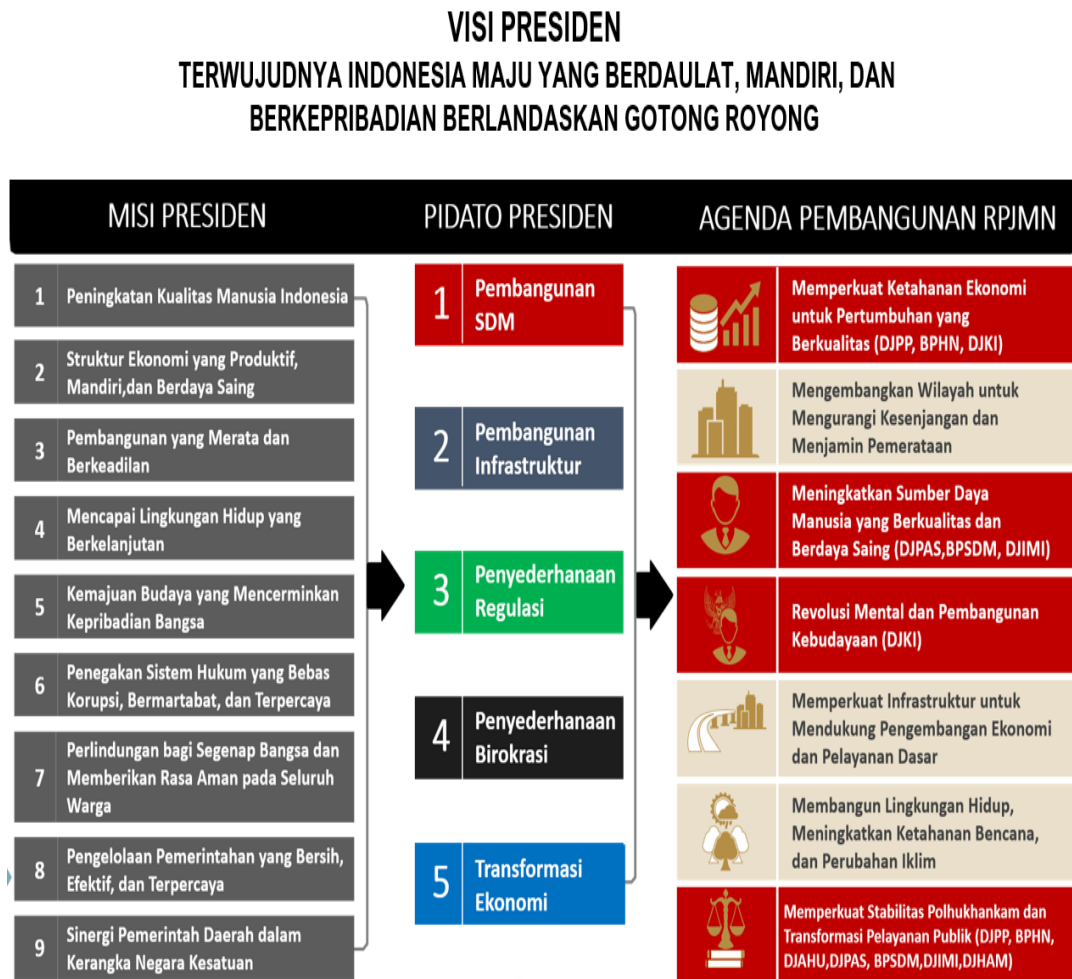 VISI PRESIDEN
TERWUJUDNYA INDONESIA MAJU YANG BERDAULAT, MANDIRI, DAN
BERKEPRIBADIAN BERLANDASKAN GOTONG ROYONG
MISI PRESIDEN
1
Peningkatan Kualitas Manusia Indonesia
2
Struktur Ekonomi yang Produktif,
Mandiri,dan Berdaya Saing
3
Pembangunan yang Merata dan
Berkeadilan
4
Mencapai Lingkungan Hidup yang
Berkelanjutan
5
Kemajuan Budaya yang Mencerminkan
Kepribadian Bangsa
6
Penegakan Sistem Hukum yang Bebas
Korupsi, Bermartabat, dan Terpercaya
7
Perlindungan bagi Segenap Bangsa dan
Memberikan Rasa Aman pada Seluruh
Warga
8
Pengelolaan Pemerintahan yang Bersih,
Efektif, dan Terpercaya
9
Sinergi Pemerintah Daerah dalam
Kerangka Negara Kesatuan
PIDATO PRESIDEN
1
Pembangunan
SDM
2
Pembangunan
Infrastruktur
3
Penyederhanaan
Regulasi
4
Penyederhanaan
Birokrasi
5
Transformasi
Ekonomi
AGENDA PEMBANGUNAN RPJMN
Memperkuat Ketahanan Ekonomi
untuk Pertumbuhan yang
Berkualitas (DJPP, BPHN, DJKI)
Mengembangkan Wilayah untuk
Mengurangi Kesenjangan dan
Menjamin Pemerataan
Meningkatkan Sumber Daya
Manusia yang Berkualitas dan
Berdaya Saing (DJPAS,BPSDM, DJIMI)
Revolusi Mental dan Pembangunan
Kebudayaan (DJKI)
Memperkuat Infrastruktur untuk
Mendukung Pengembangan Ekonomi
dan Pelayanan Dasar
Membangun Lingkungan Hidup,
Meningkatkan Ketahanan Bencana,
dan Perubahan Iklim
Memperkuat Stabilitas Polhukhankam dan
Transformasi Pelayanan Publik (DJPP, BPHN,
DJAHU,DJPAS, BPSDM,DJIMI,DJHAM)